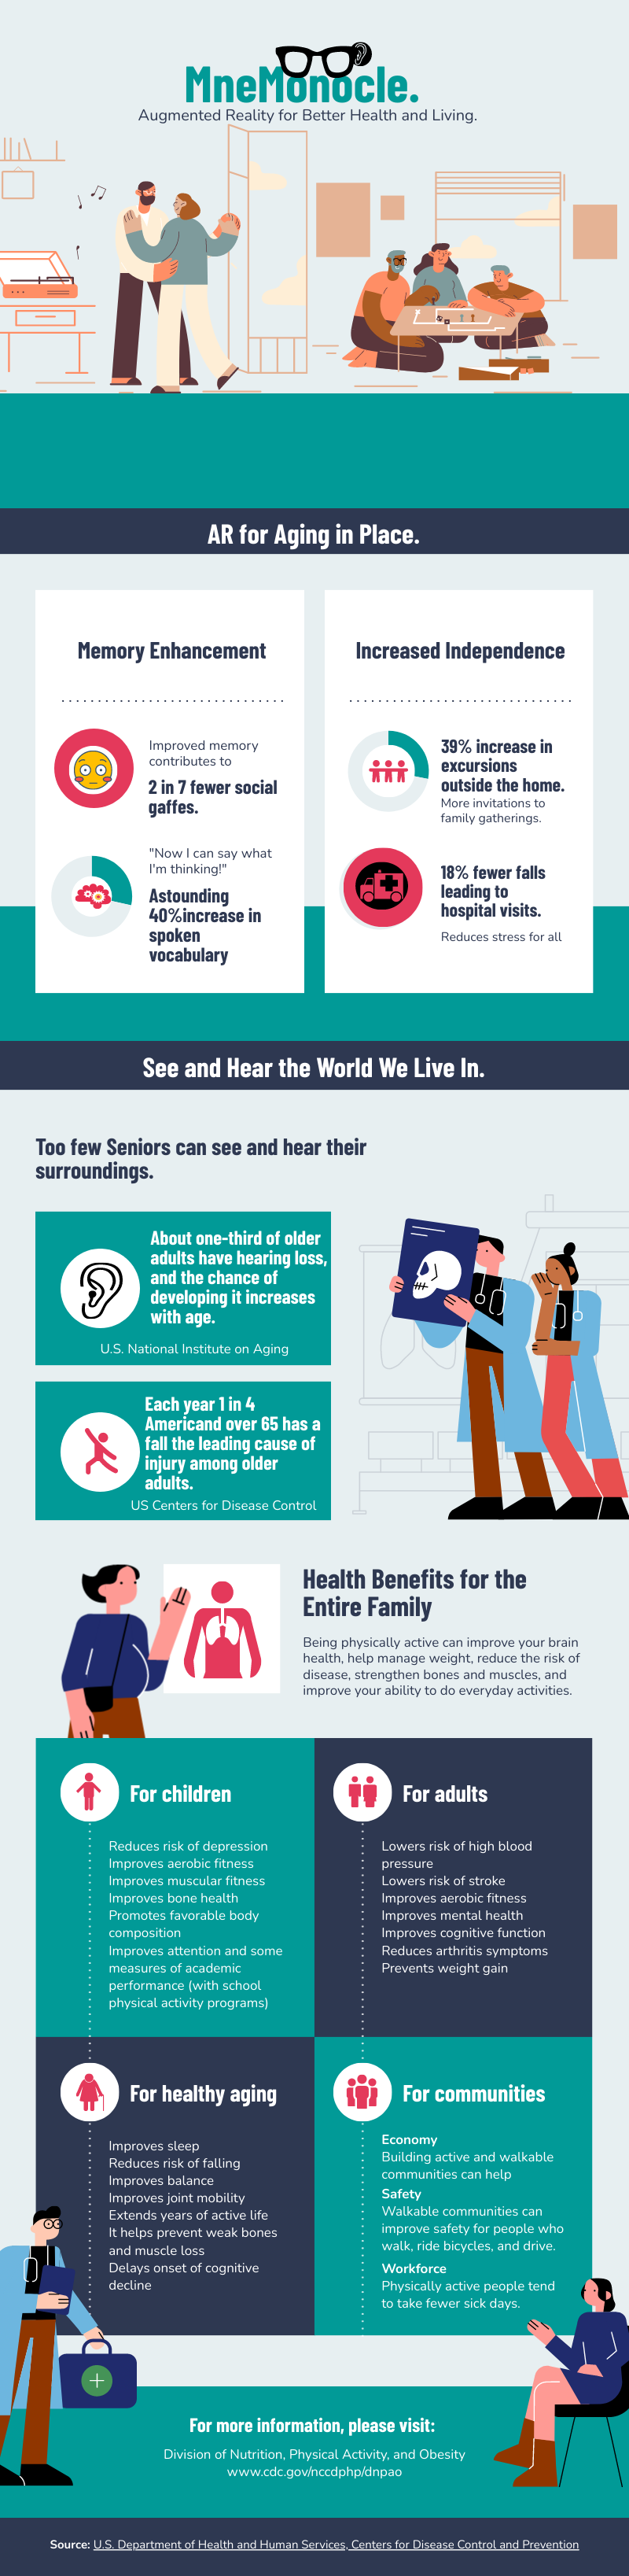 MneMonocle.
Augmented Reality for Better Health and Living.
AR for Aging in Place.
Memory Enhancement
Improved memory
contributes to
2 in 7 fewer social
gaffes.
"Now I can say what
I'm thinking!"
Astounding
40%increase in
spoken
vocabulary
Increased Independence
39% increase in
excursions
outside the home.
More invitations to
family gatherings.
18% fewer falls
leading to
hospital visits.
Reduces stress for all
See and Hear the World We Live In.
Too few Seniors can see and hear their
surroundings.
About one-third of older
adults have hearing loss,
and the chance of
developing it increases
with age.
U.S. National Institute on Aging
Each year 1 in 4
Americand over 65 has a
fall the leading cause of
injury among older
adults.
US Centers for Disease Control
Health Benefits for the
Entire Family
Being physically active can improve your brain
health, help manage weight, reduce the risk of
disease, strengthen bones and muscles, and
improve your ability to do everyday activities.
For children
Reduces risk of depression
Improves aerobic fitness
Improves muscular fitness
Improves bone health
Promotes favorable body
composition
Improves attention and some
measures of academic
performance (with school
physical activity programs)
For adults
Lowers risk of high blood
pressure
Lowers risk of stroke
Improves aerobic fitness
Improves mental health
Improves cognitive function
Reduces arthritis symptoms
Prevents weight gain
For healthy aging
Improves sleep
Reduces risk of falling
Improves balance
Improves joint mobility
Extends years of active life
It helps prevent weak bones
and muscle loss
Delays onset of cognitive
decline
For communities
Economy
Building active and walkable
communities can help
Safety
Walkable communities can
improve safety for people who
walk, ride bicycles, and drive.
Workforce
Physically active people tend
to take fewer sick days.
For more information, please visit:
Division of Nutrition, Physical Activity, and Obesity
www.cdc.gov/nccdphp/dnpao
Source: U.S. Department of Health and Human Services, Centers for Disease Control and Prevention